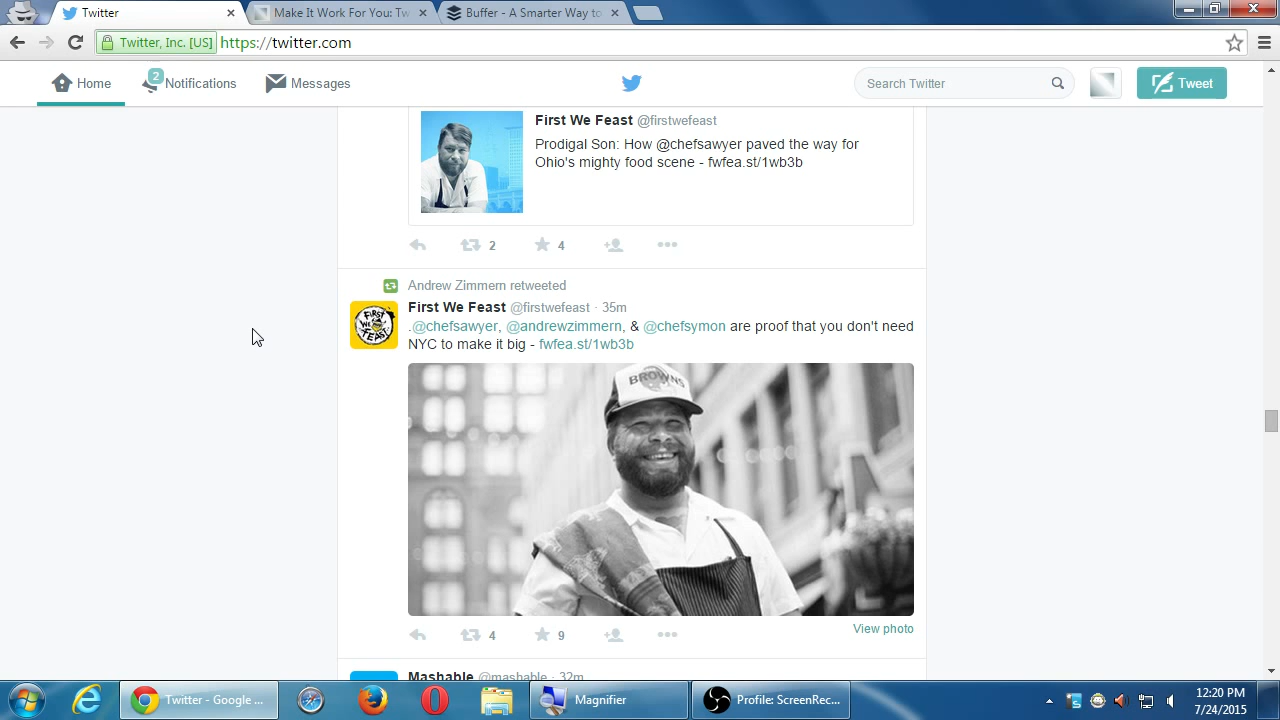 Twitter
Make It Work For You: Tw
Buffer - A Smarter Way to
Twitter, Inc. [US]
https://twitter.com
2
Home
Notifications
Messages
Search Twitter
Tweet
First We Feast @firstwefeast
Prodigal Son: How @chefsawyer paved the way for
Ohio's mighty food scene - fwfea.st/1wb3b
2
4
Andrew Zimmern retweeted
First We Feast @firstwefeast · 35m
.@chefsawyer, @andrewzimmern, & @chefsymon are proof that you don't need
NYC to make it big - fwfea.st/1wb3b
FIRST
WE
FEAST
BROWNS
View photo
4
9
Mashable @mashable · 32m
Twitter - Google ...
Magnifier
Profile: ScreenRec...
12:20 PM
7/24/2015